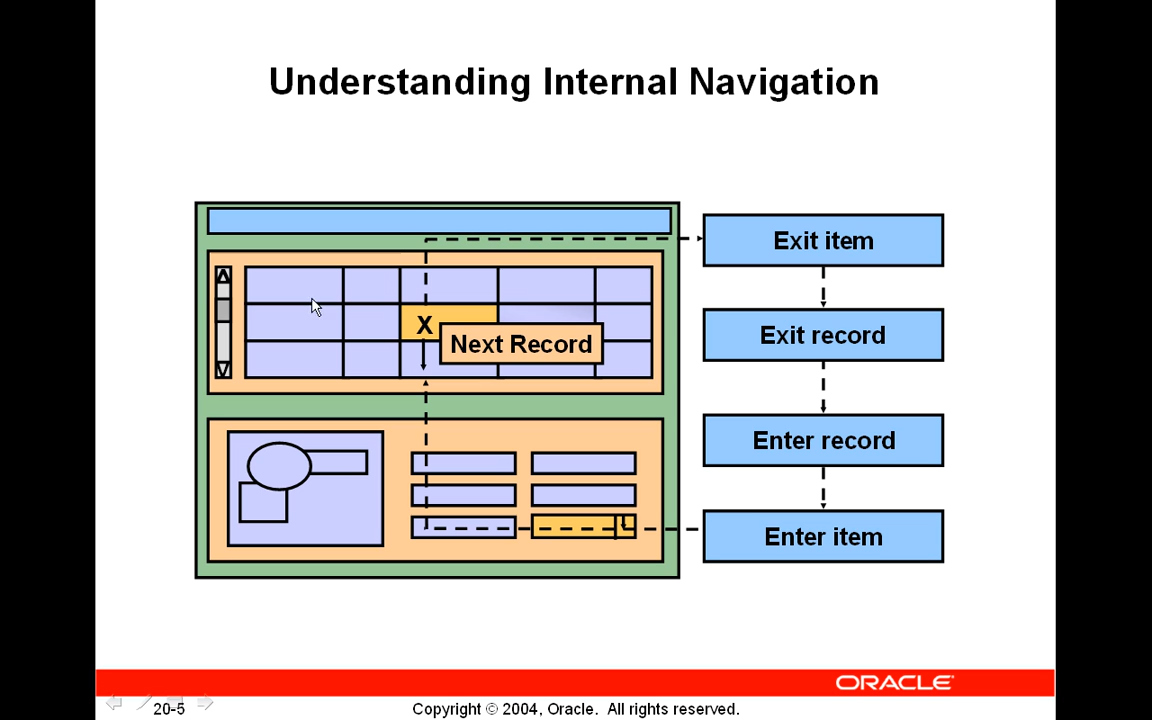 Understanding Internal Navigation
Exit item
X
Next Record
Exit record
Enter record
Enter item
ORACLE
20-5
Copyright © 2004, Oracle. All rights reserved.